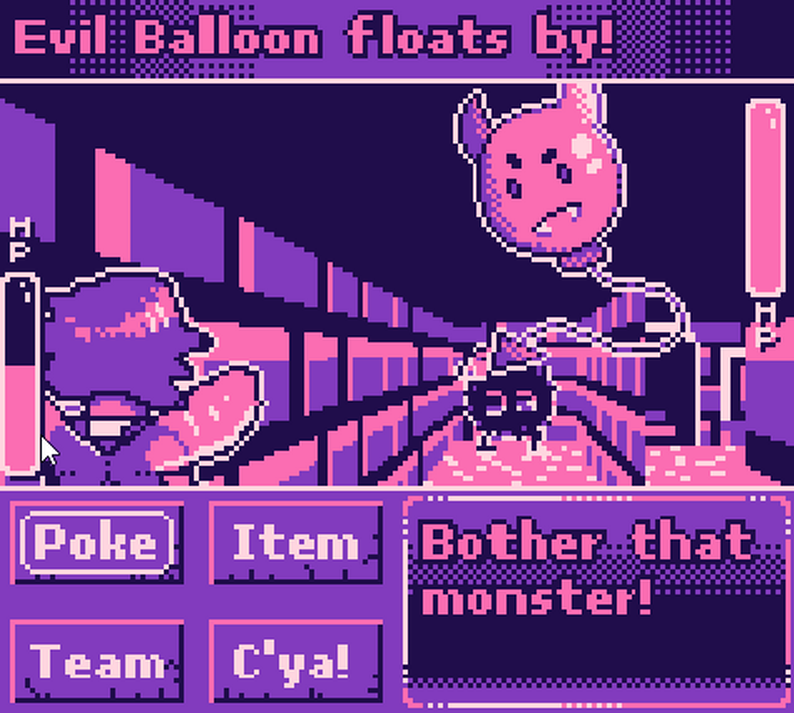 Evil Balloon floats by!
HP
HP
Poke
Item
Bother that
monster!
Team
C'ya!